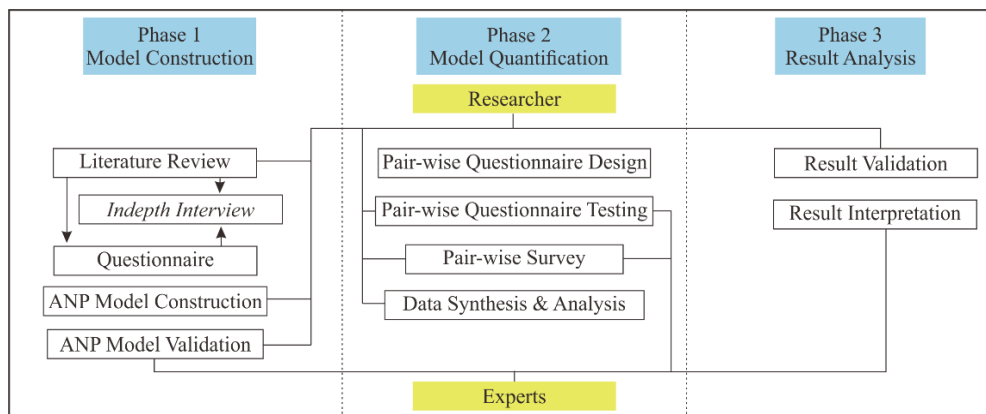 Phase 1
Model Construction
Phase 2
Model Quantification
Phase 3
Result Analysis
Researcher
Literature Review
Indepth Interview
Questionnaire
ANP Model Construction
ANP Model Validation
Pair-wise Questionnaire Design
Pair-wise Questionnaire Testing
Pair-wise Survey
Data Synthesis & Analysis
Result Validation
Result Interpretation
Experts